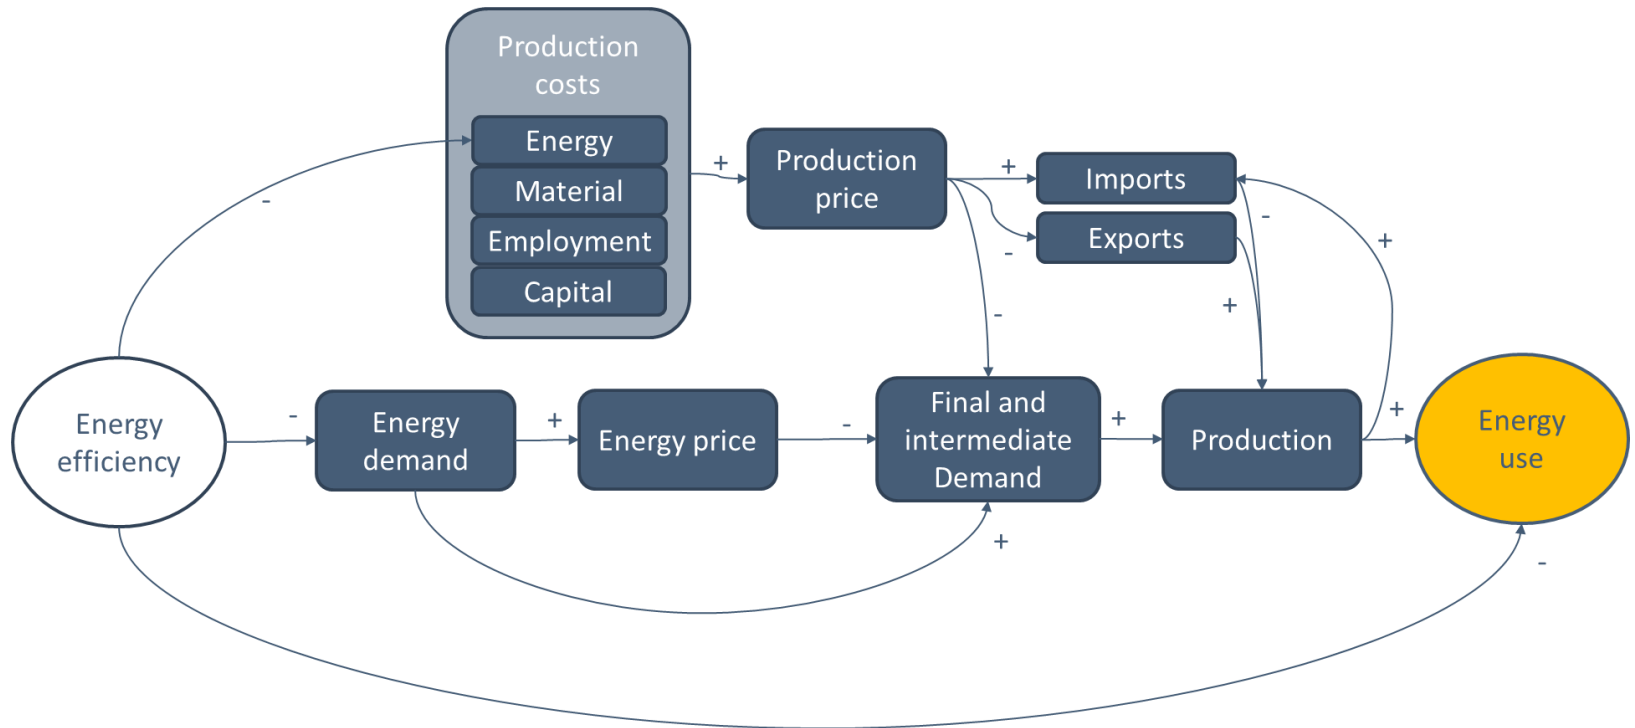 Production
costs
Energy
Material
Employment
Capital
-
+
Production
price
+
-
-
Imports
Exports
-
+
+
Energy
efficiency
-
Energy
demand
+
Energy price
-
Final and
intermediate
Demand
+
Production
+
Energy
use
+
-